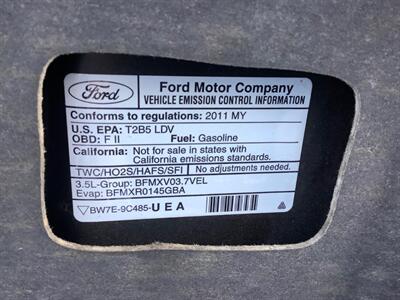 Ford
Ford Motor Company
VEHICLE EMISSION CONTROL INFORMATION
Conforms to regulations: 2011 MY
U.S. EPA: T2B5 LDV
OBD: F II Fuel: Gasoline
California: Not for sale in states with
California emissions standards.
TWC/HO2S/HAFS/SFI No adjustments needed.
3.5L-Group: BFMXV03.7VEL
Evap: BFMXR0145GBA
BW7E-9C485-U E A